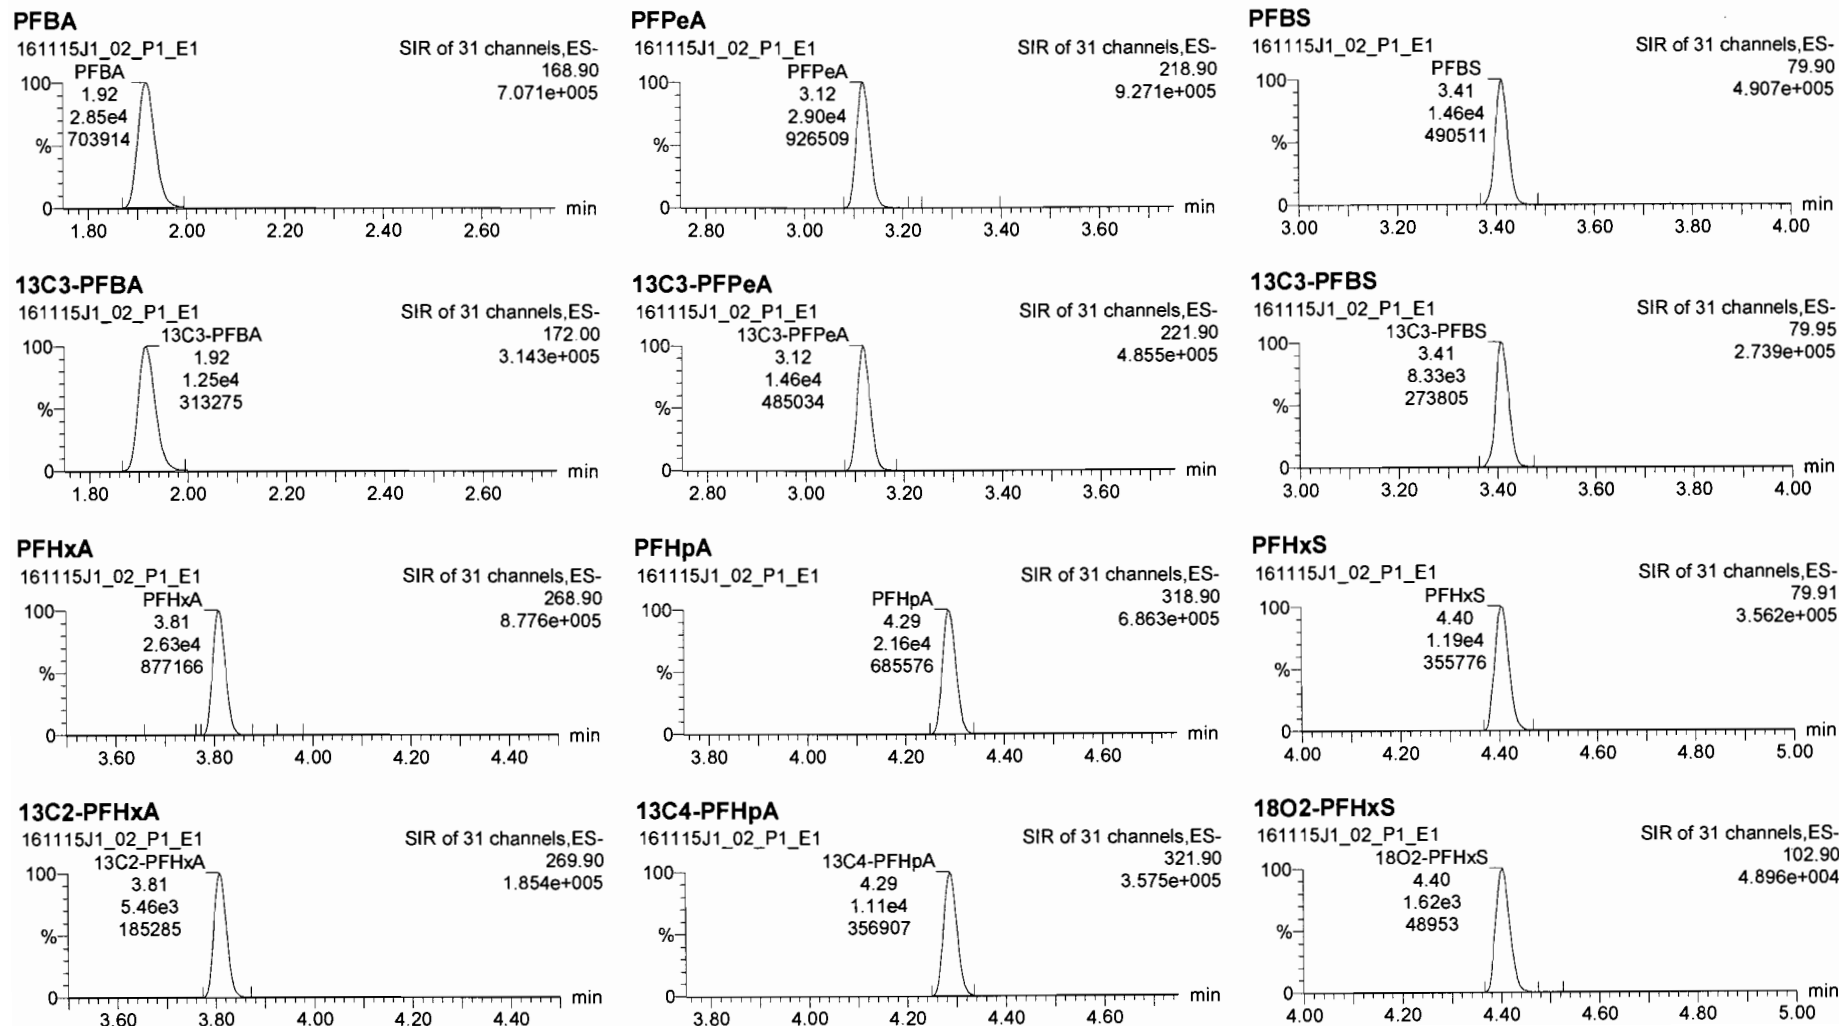 PFBA
161115J1_02_P1_E1
SIR of 31 channels,ES-
168.90
7.071e+005
PFBA
1.92
2.85e4
703914
100
%
0
min
1.80 2.00 2.20 2.40 2.60
PFPeA
161115J1_02_P1_E1
SIR of 31 channels,ES-
218.90
9.271e+005
PFPeA
3.12
2.90e4
926509
100
%
0
min
2.80 3.00 3.20 3.40 3.60
PFBS
161115J1_02_P1_E1
SIR of 31 channels,ES-
79.90
4.907e+005
PFBS
3.41
1.46e4
490511
100
%
0
min
3.00 3.20 3.40 3.60 3.80 4.00
13C3-PFBA
161115J1_02_P1_E1
SIR of 31 channels,ES-
172.00
3.143e+005
13C3-PFBA
1.92
1.25e4
313275
100
%
0
min
1.80 2.00 2.20 2.40 2.60
13C3-PFPeA
161115J1_02_P1_E1
SIR of 31 channels,ES-
221.90
4.855e+005
13C3-PFPeA
3.12
1.46e4
485034
100
%
0
min
2.80 3.00 3.20 3.40 3.60
13C3-PFBS
161115J1_02_P1_E1
SIR of 31 channels,ES-
79.95
2.739e+005
13C3-PFBS
3.41
8.33e3
273805
100
%
0
min
3.00 3.20 3.40 3.60 3.80 4.00
PFHxA
161115J1_02_P1_E1
SIR of 31 channels,ES-
268.90
8.776e+005
PFHxA
3.81
2.63e4
877166
100
%
0
min
3.60 3.80 4.00 4.20 4.40
PFHpA
161115J1_02_P1_E1
SIR of 31 channels,ES-
318.90
6.863e+005
PFHpA
4.29
2.16e4
685576
100
%
0
min
3.80 4.00 4.20 4.40 4.60
PFHxS
161115J1_02_P1_E1
SIR of 31 channels,ES-
79.91
3.562e+005
PFHxS
4.40
1.19e4
355776
100
%
0
min
4.00 4.20 4.40 4.60 4.80 5.00
13C2-PFHxA
161115J1_02_P1_E1
SIR of 31 channels,ES-
269.90
1.854e+005
13C2-PFHxA
3.81
5.46e3
185285
100
%
0
min
3.60 3.80 4.00 4.20 4.40
13C4-PFHpA
161115J1_02_P1_E1
SIR of 31 channels,ES-
321.90
3.575e+005
13C4-PFHpA
4.29
1.11e4
356907
100
%
0
min
3.80 4.00 4.20 4.40 4.60
18O2-PFHxS
161115J1_02_P1_E1
SIR of 31 channels,ES-
102.90
4.896e+004
18O2-PFHxS
4.40
1.62e3
48953
100
%
0
min
4.00 4.20 4.40 4.60 4.80 5.00